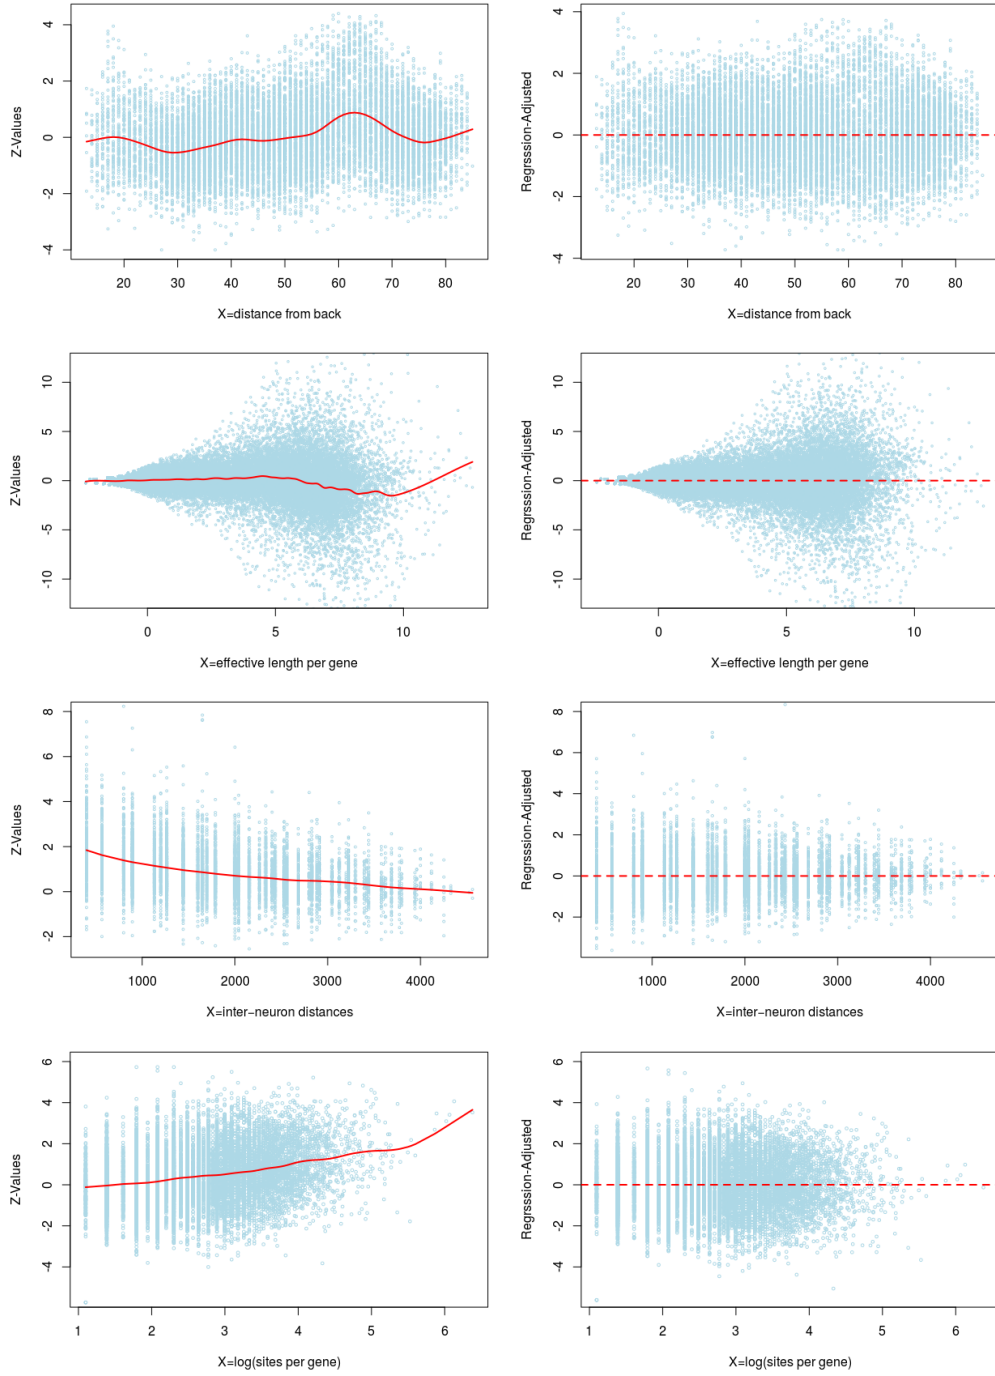 Z-Values
4
2
0
-2
-4
20 30 40 50 60 70 80
X=distance from back
Regrsssion-Adjusted
4
2
0
-2
-4
20 30 40 50 60 70 80
X=distance from back
Z-Values
10
5
0
-5
-10
0 5 10
X=effective length per gene
Regrsssion-Adjusted
10
5
0
-5
-10
0 5 10
X=effective length per gene
Z-Values
8
6
4
2
0
-2
1000 2000 3000 4000
X=inter−neuron distances
Regrsssion-Adjusted
8
6
4
2
0
-2
1000 2000 3000 4000
X=inter−neuron distances
Z-Values
6
4
2
0
-2
-4
1 2 3 4 5 6
X=log(sites per gene)
Regrsssion-Adjusted
6
4
2
0
-2
-4
1 2 3 4 5 6
X=log(sites per gene)